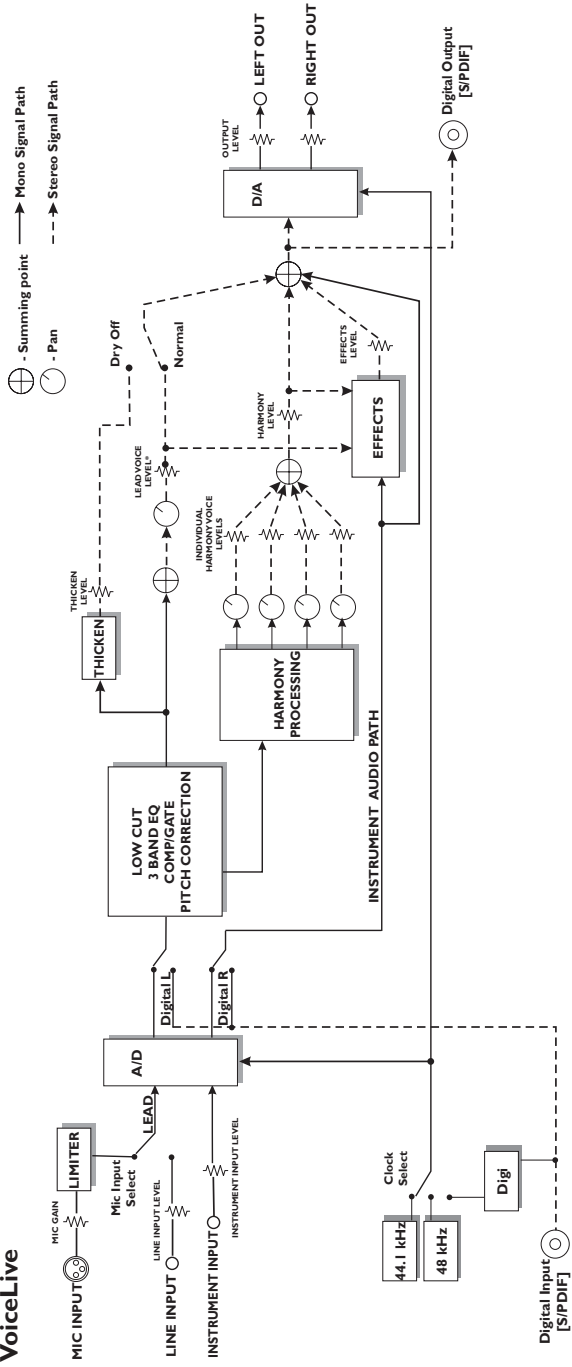 VoiceLive
- Summing point
- Pan
Mono Signal Path
Stereo Signal Path
MIC INPUT
MIC GAIN
LIMITER
Mic Input
Select
LEAD
LINE INPUT
LINE INPUT LEVEL
INSTRUMENT INPUT
INSTRUMENT INPUT LEVEL
A/D
Digital L
Digital R
LOW CUT
3 BAND EQ
COMP/GATE
PITCH CORRECTION
THICKEN
THICKEN
LEVEL
LEAD VOICE
LEVEL*
Dry Off
Normal
HARMONY
PROCESSING
INDIVIDUAL
HARMONY VOICE
LEVELS
HARMONY
LEVEL
EFFECTS
EFFECTS
LEVEL
INSTRUMENT AUDIO PATH
D/A
OUTPUT
LEVEL
LEFT OUT
RIGHT OUT
Digital Output
[S/PDIF]
Clock
Select
44.1 kHz
48 kHz
Digi
Digital Input
[S/PDIF]